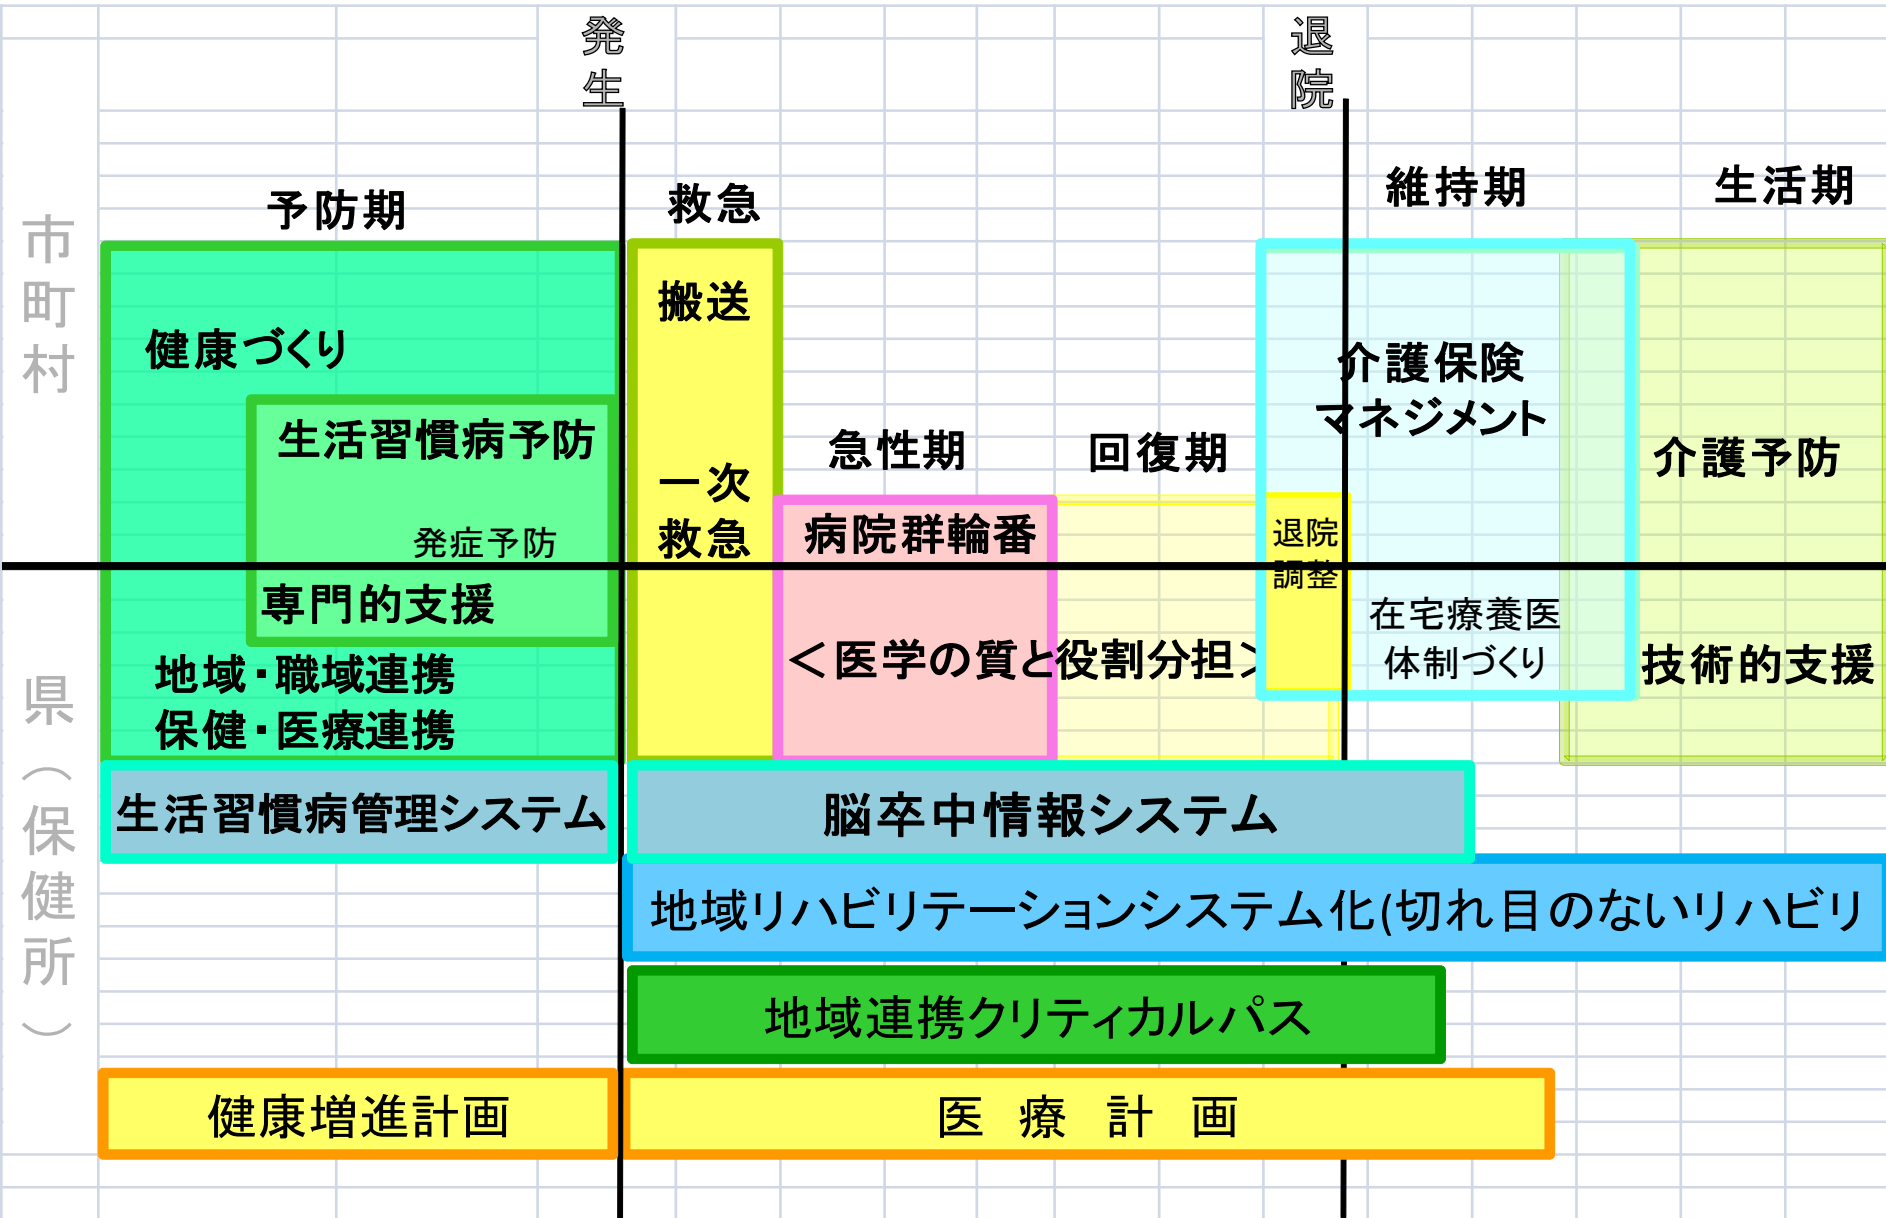 発生
退院
市町村
県（保健所）
予防期
救急
急性期
回復期
維持期
生活期
健康づくり
生活習慣病予防
発症予防
専門的支援
地域・職域連携
保健・医療連携
搬送
一次
救急
病院群輪番
＜医学の質と役割分担＞
退院
調整
介護保険
マネジメント
在宅療養医
体制づくり
介護予防
技術的支援
生活習慣病管理システム
脳卒中情報システム
地域リハビリテーションシステム化(切れ目のないリハビリ
地域連携クリティカルパス
健康増進計画
医　療　計　画